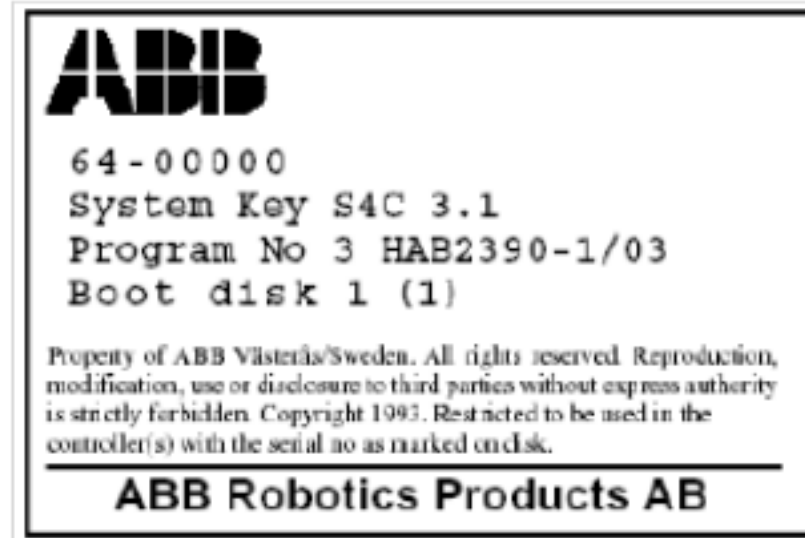 ABB
64-00000
System Key S4C 3.1
Program No 3 HAB2390-1/03
Boot disk 1 (1)
Property of ABB Västerås/Sweden. All rights reserved. Reproduction,
modification, use or disclosure to third parties without express authority
is strictly forbidden. Copyright 1993. Restricted to be used in the
controller(s) with the serial no as marked on disk.
ABB Robotics Products AB